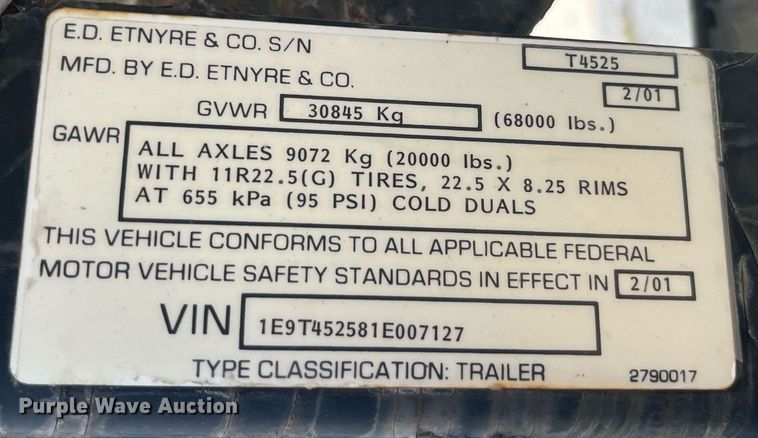 E.D. ETNYRE & CO. S/N T4525
MFD. BY E.D. ETNYRE & CO. 2/01
GVWR 30845 Kg (68000 lbs.)
GAWR ALL AXLES 9072 Kg (20000 lbs.)
WITH 11R22.5(G) TIRES, 22.5 X 8.25 RIMS
AT 655 kPa (95 PSI) COLD DUALS
THIS VEHICLE CONFORMS TO ALL APPLICABLE FEDERAL
MOTOR VEHICLE SAFETY STANDARDS IN EFFECT IN 2/01
VIN 1E9T452581E007127
TYPE CLASSIFICATION: TRAILER 2790017
Purple Wave Auction